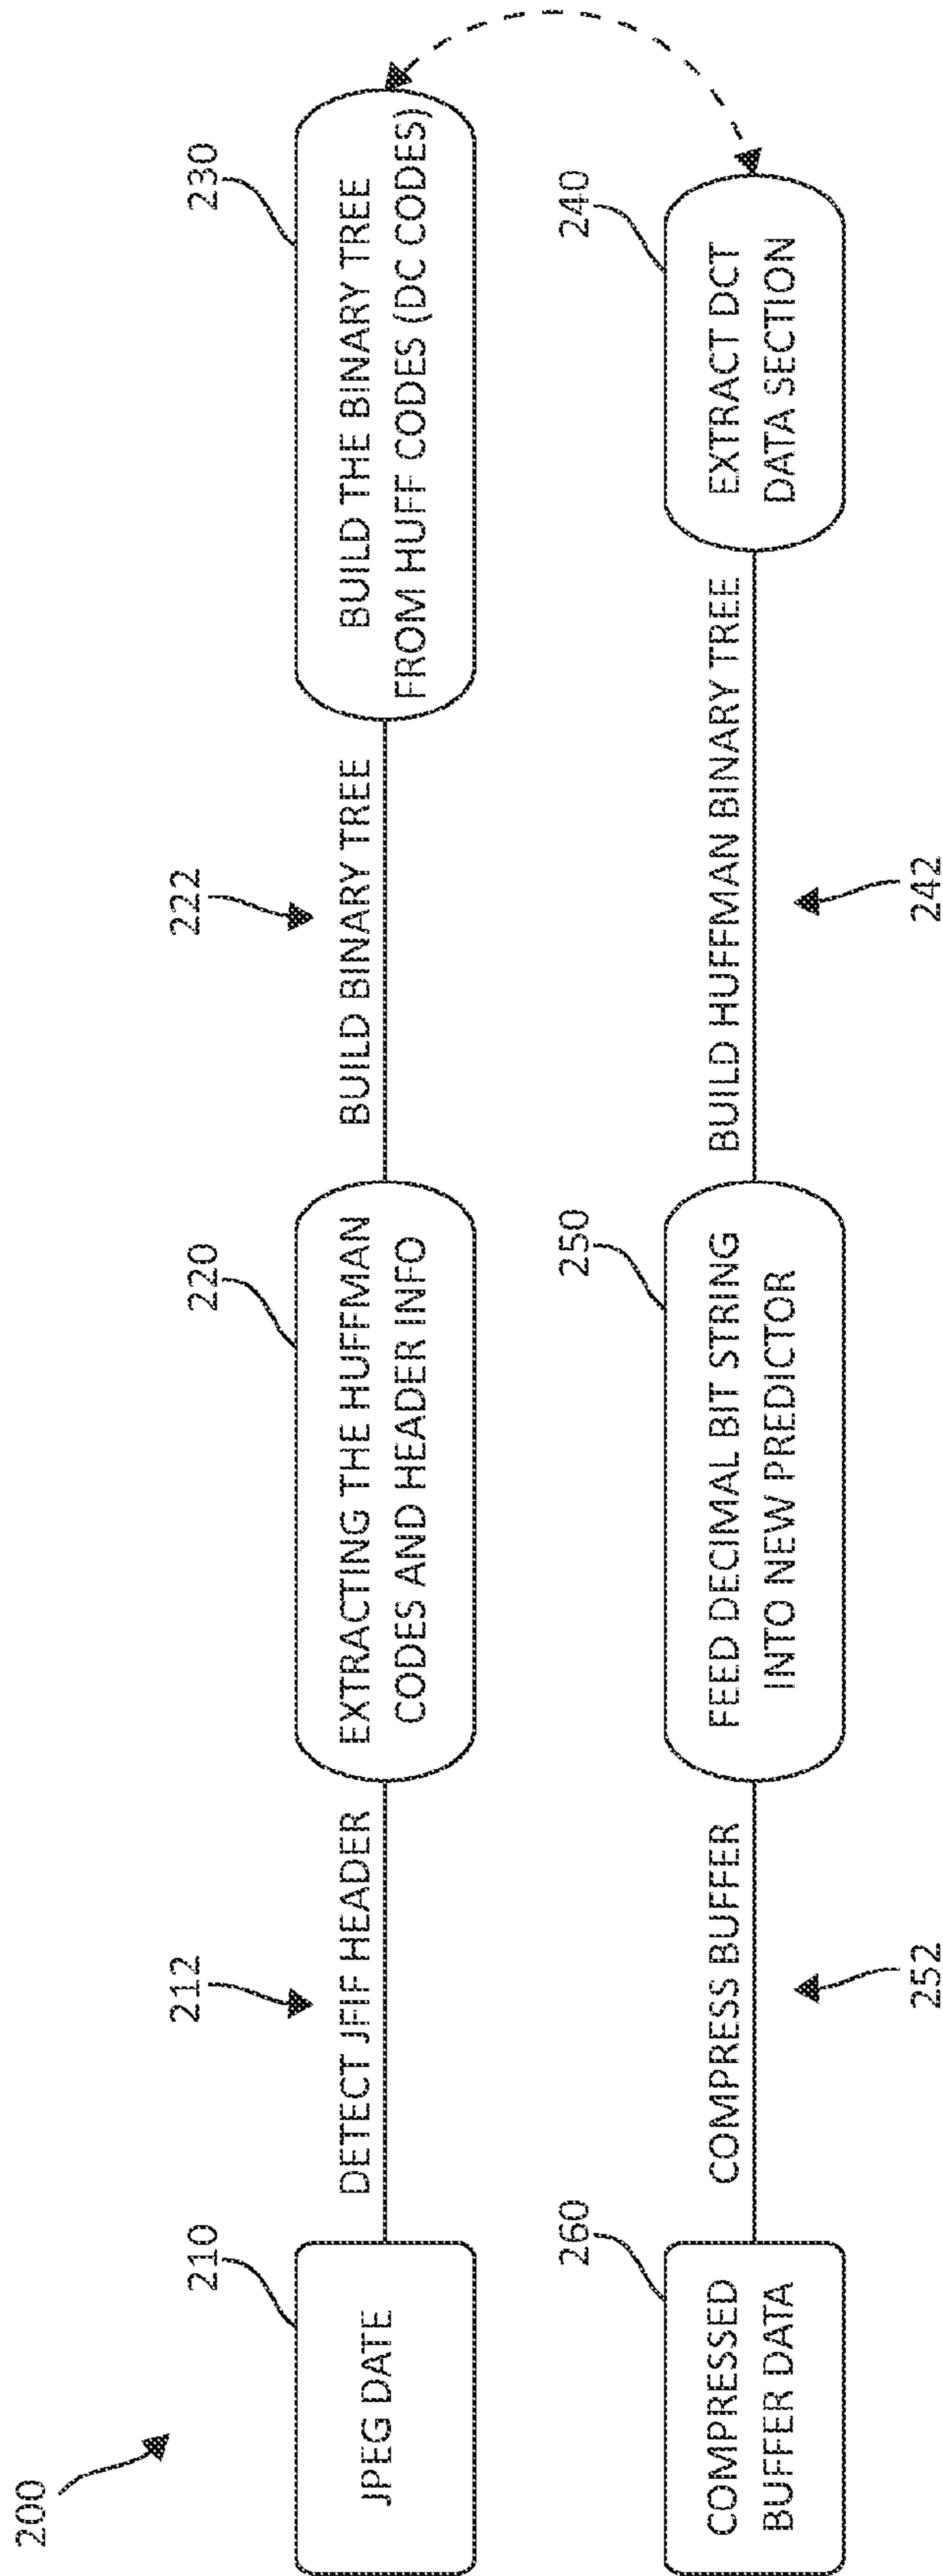 200
210
JPEG DATE
212
DETECT JFIF HEADER
220
EXTRACTING THE HUFFMAN
CODES AND HEADER INFO
222
BUILD BINARY TREE
230
BUILD THE BINARY TREE
FROM HUFF CODES (DC CODES)
260
COMPRESSED
BUFFER DATA
COMPRESS BUFFER
252
250
FEED DECIMAL BIT STRING
INTO NEW PREDICTOR
BUILD HUFFMAN BINARY TREE
242
240
EXTRACT DCT
DATA SECTION